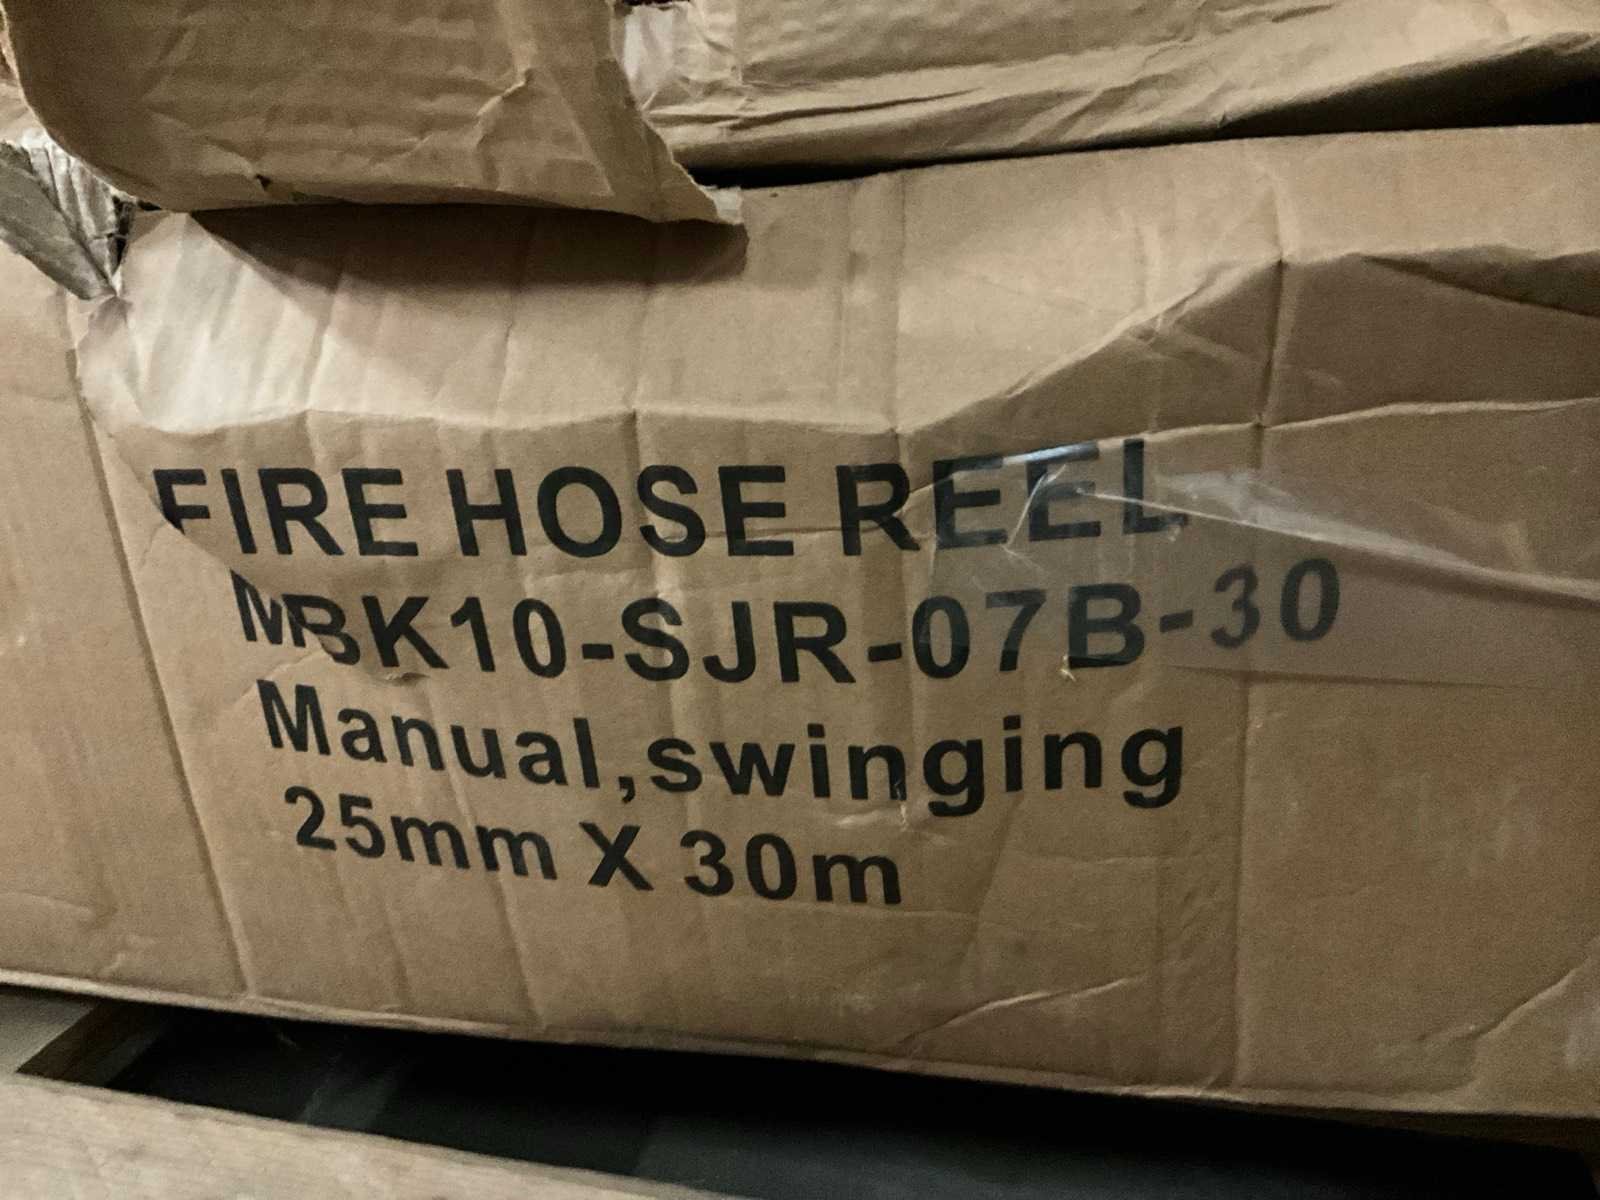 FIRE HOSE REEL
MBK10-SJR-07B-30
Manual,swinging
25mm X 30m